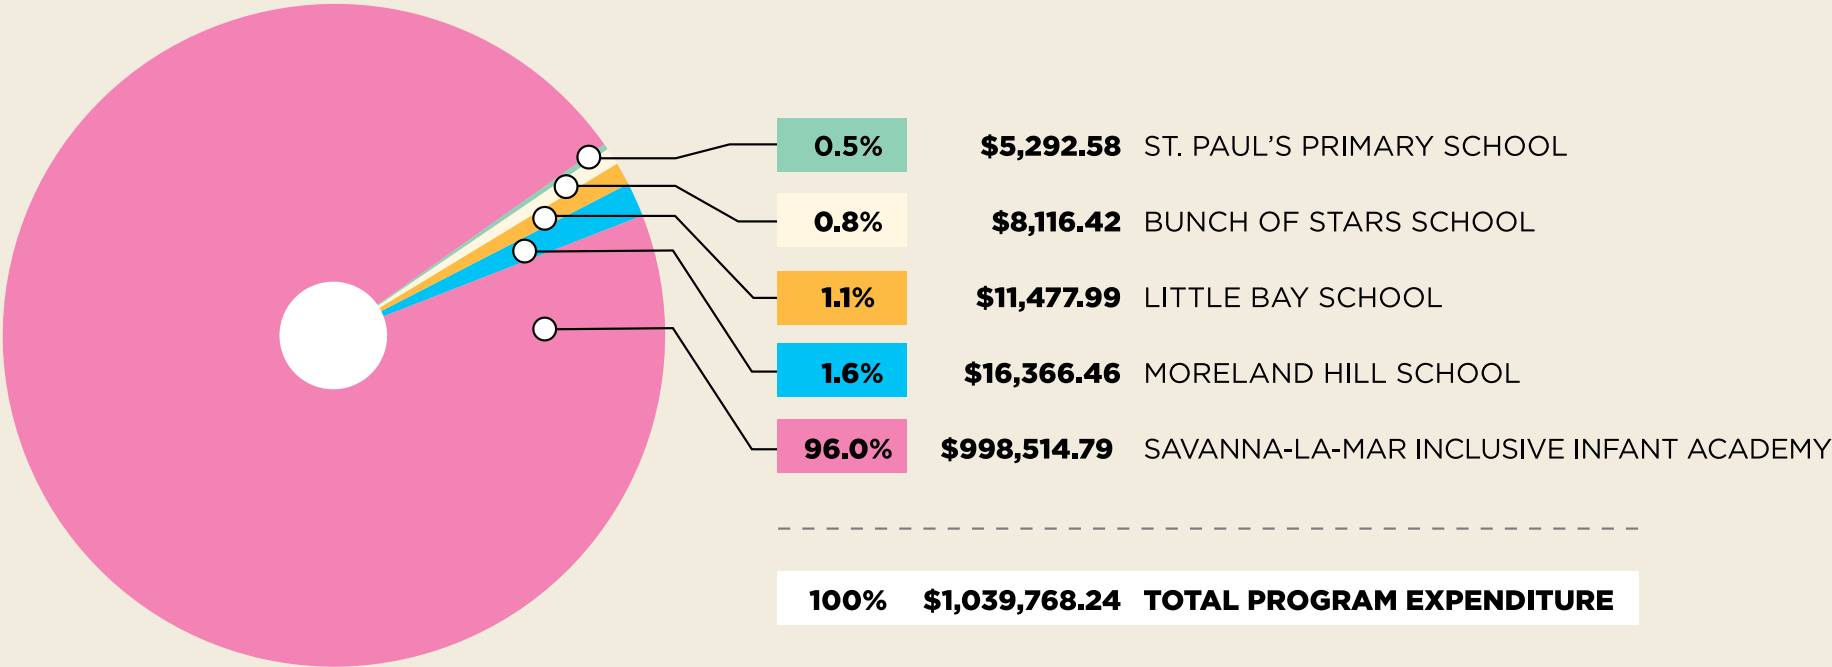 0.5% $5,292.58 ST. PAUL'S PRIMARY SCHOOL
0.8% $8,116.42 BUNCH OF STARS SCHOOL
1.1% $11,477.99 LITTLE BAY SCHOOL
1.6% $16,366.46 MORELAND HILL SCHOOL
96.0% $998,514.79 SAVANNA-LA-MAR INCLUSIVE INFANT ACADEMY
100% $1,039,768.24 TOTAL PROGRAM EXPENDITURE